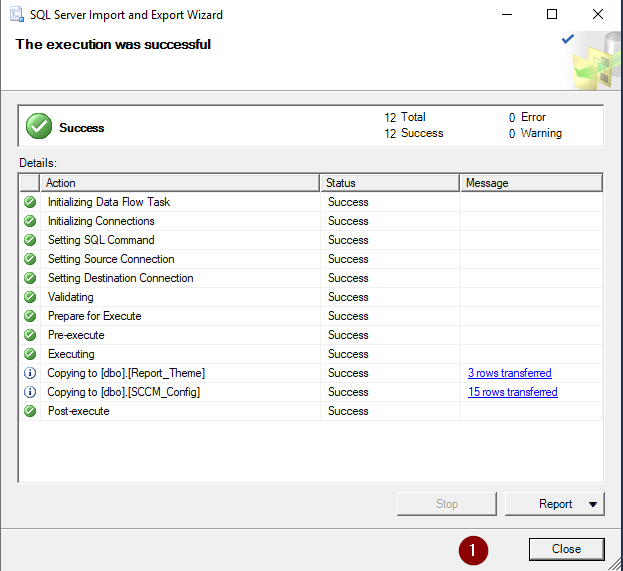 SQL Server Import and Export Wizard
The execution was successful
Success
12 Total 0 Error
12 Success 0 Warning
Details:
Action Status Message
Initializing Data Flow Task Success
Initializing Connections Success
Setting SQL Command Success
Setting Source Connection Success
Setting Destination Connection Success
Validating Success
Prepare for Execute Success
Pre-execute Success
Executing Success
Copying to [dbo].[Report_Theme] Success 3 rows transferred
Copying to [dbo].[SCCM_Config] Success 15 rows transferred
Post-execute Success
Stop Report
1 Close